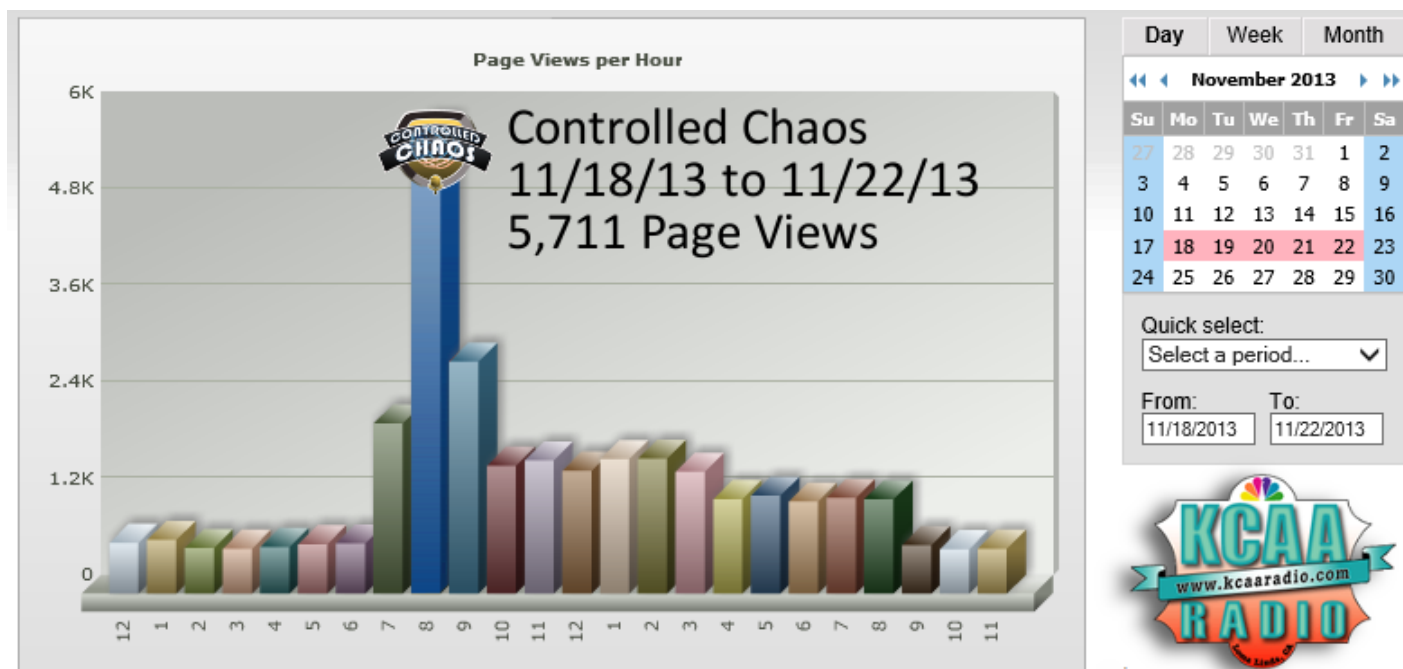 Page Views per Hour
6K
4.8K
3.6K
2.4K
1.2K
0
CONTROLLED
CHAOS
Controlled Chaos
11/18/13 to 11/22/13
5,711 Page Views
12 1 2 3 4 5 6 7 8 9 10 11 12 1 2 3 4 5 6 7 8 9 10 11
Day Week Month
November 2013
Su Mo Tu We Th Fr Sa
27 28 29 30 31 1 2
3 4 5 6 7 8 9
10 11 12 13 14 15 16
17 18 19 20 21 22 23
24 25 26 27 28 29 30
Quick select:
Select a period...
From: To:
11/18/2013 11/22/2013
KCAA
www.kcaaradio.com
RADIO
Loma Linda, CA